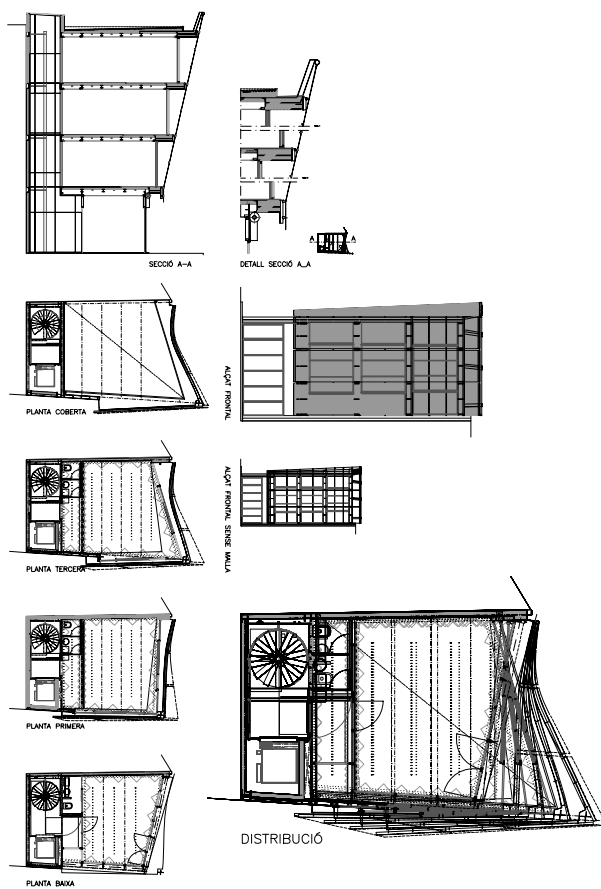 SECCIÓ A-A
DETALL SECCIÓ A_A
A A
PLANTA COBERTA
ALÇAT FRONTAL
PLANTA TERCERA
ALÇAT FRONTAL SENSE MALLA
PLANTA PRIMERA
DISTRIBUCIÓ
PLANTA BAIXA